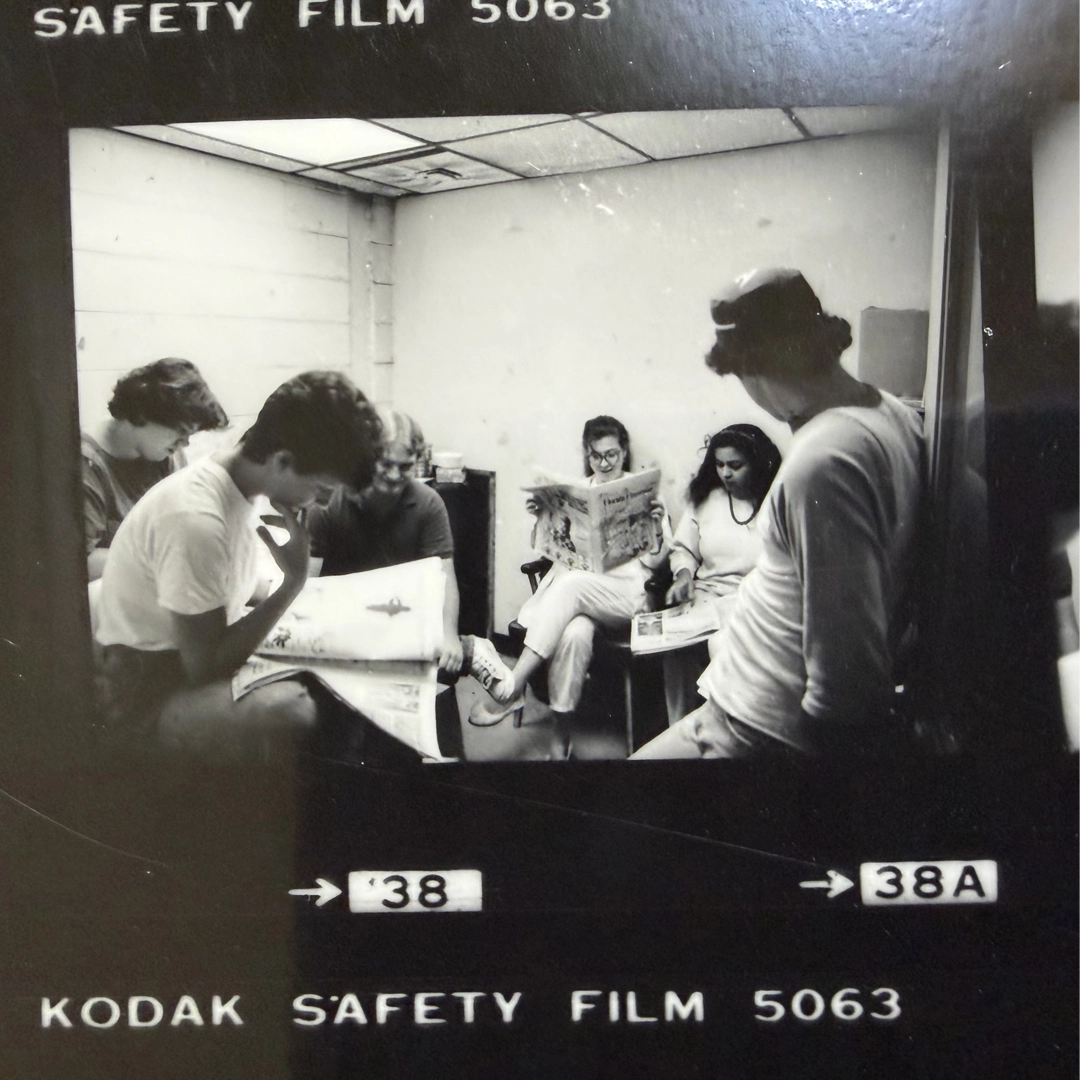 SAFETY FILM 5063
38
38A
KODAK SAFETY FILM 5063